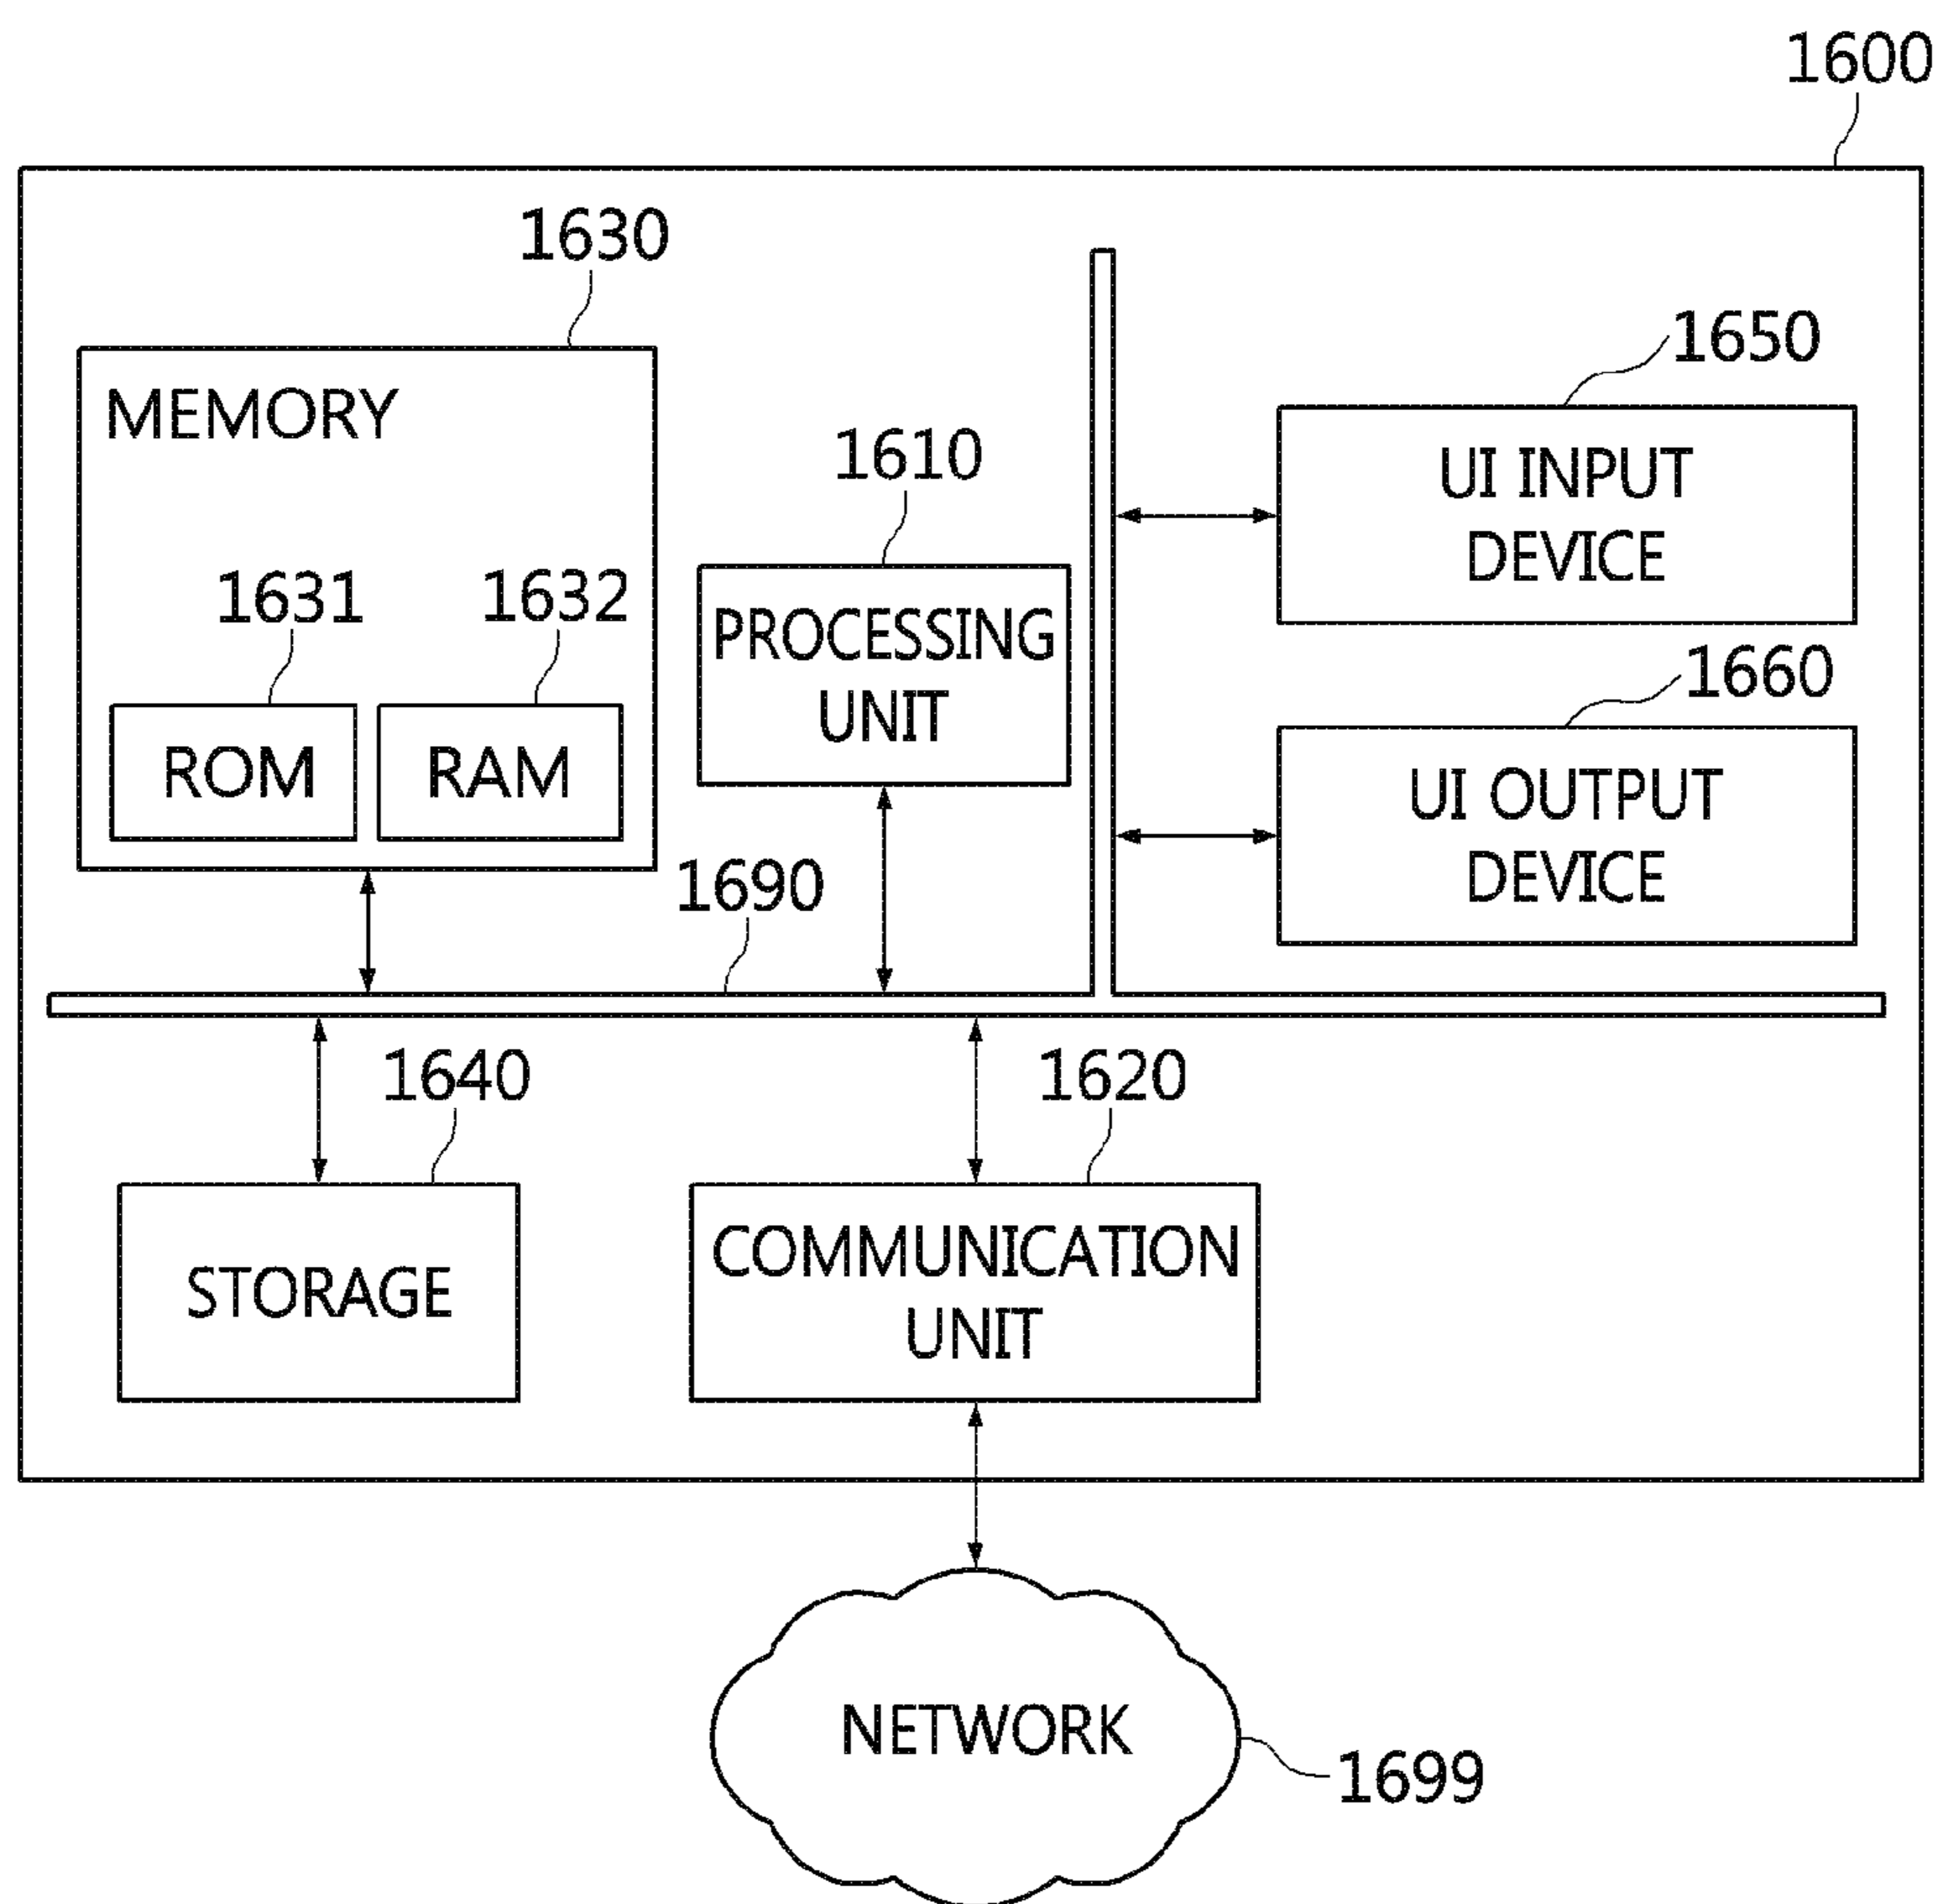 1600
1630
1650
MEMORY
1610
UI INPUT
DEVICE
1631
1632
PROCESSING
UNIT
1660
ROM
RAM
UI OUTPUT
DEVICE
1690
1640
1620
STORAGE
COMMUNICATION
UNIT
NETWORK
1699